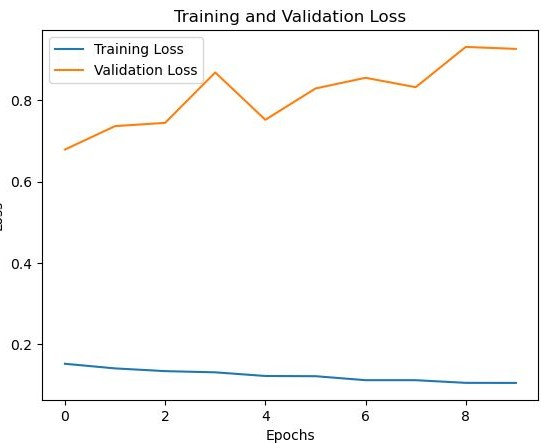 Training and Validation Loss
Training Loss
Validation Loss
0.8
0.6
0.4
0.2
Loss
0 2 4 6 8
Epochs